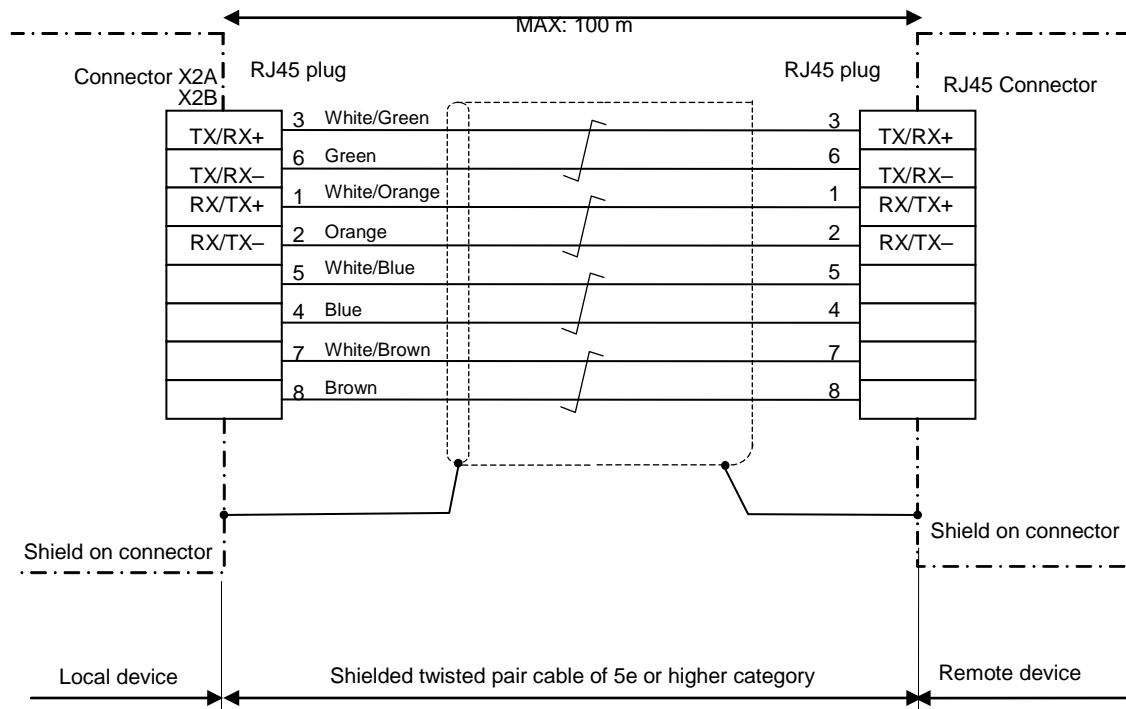 MAX: 100 m
Connector X2A
X2B
RJ45 plug
RJ45 plug
RJ45 Connector
TX/RX+ 3 White/Green 3 TX/RX+
TX/RX– 6 Green 6 TX/RX–
RX/TX+ 1 White/Orange 1 RX/TX+
RX/TX– 2 Orange 2 RX/TX–
5 White/Blue 5
4 Blue 4
7 White/Brown 7
8 Brown 8
Shield on connector
Shield on connector
Local device
Shielded twisted pair cable of 5e or higher category
Remote device